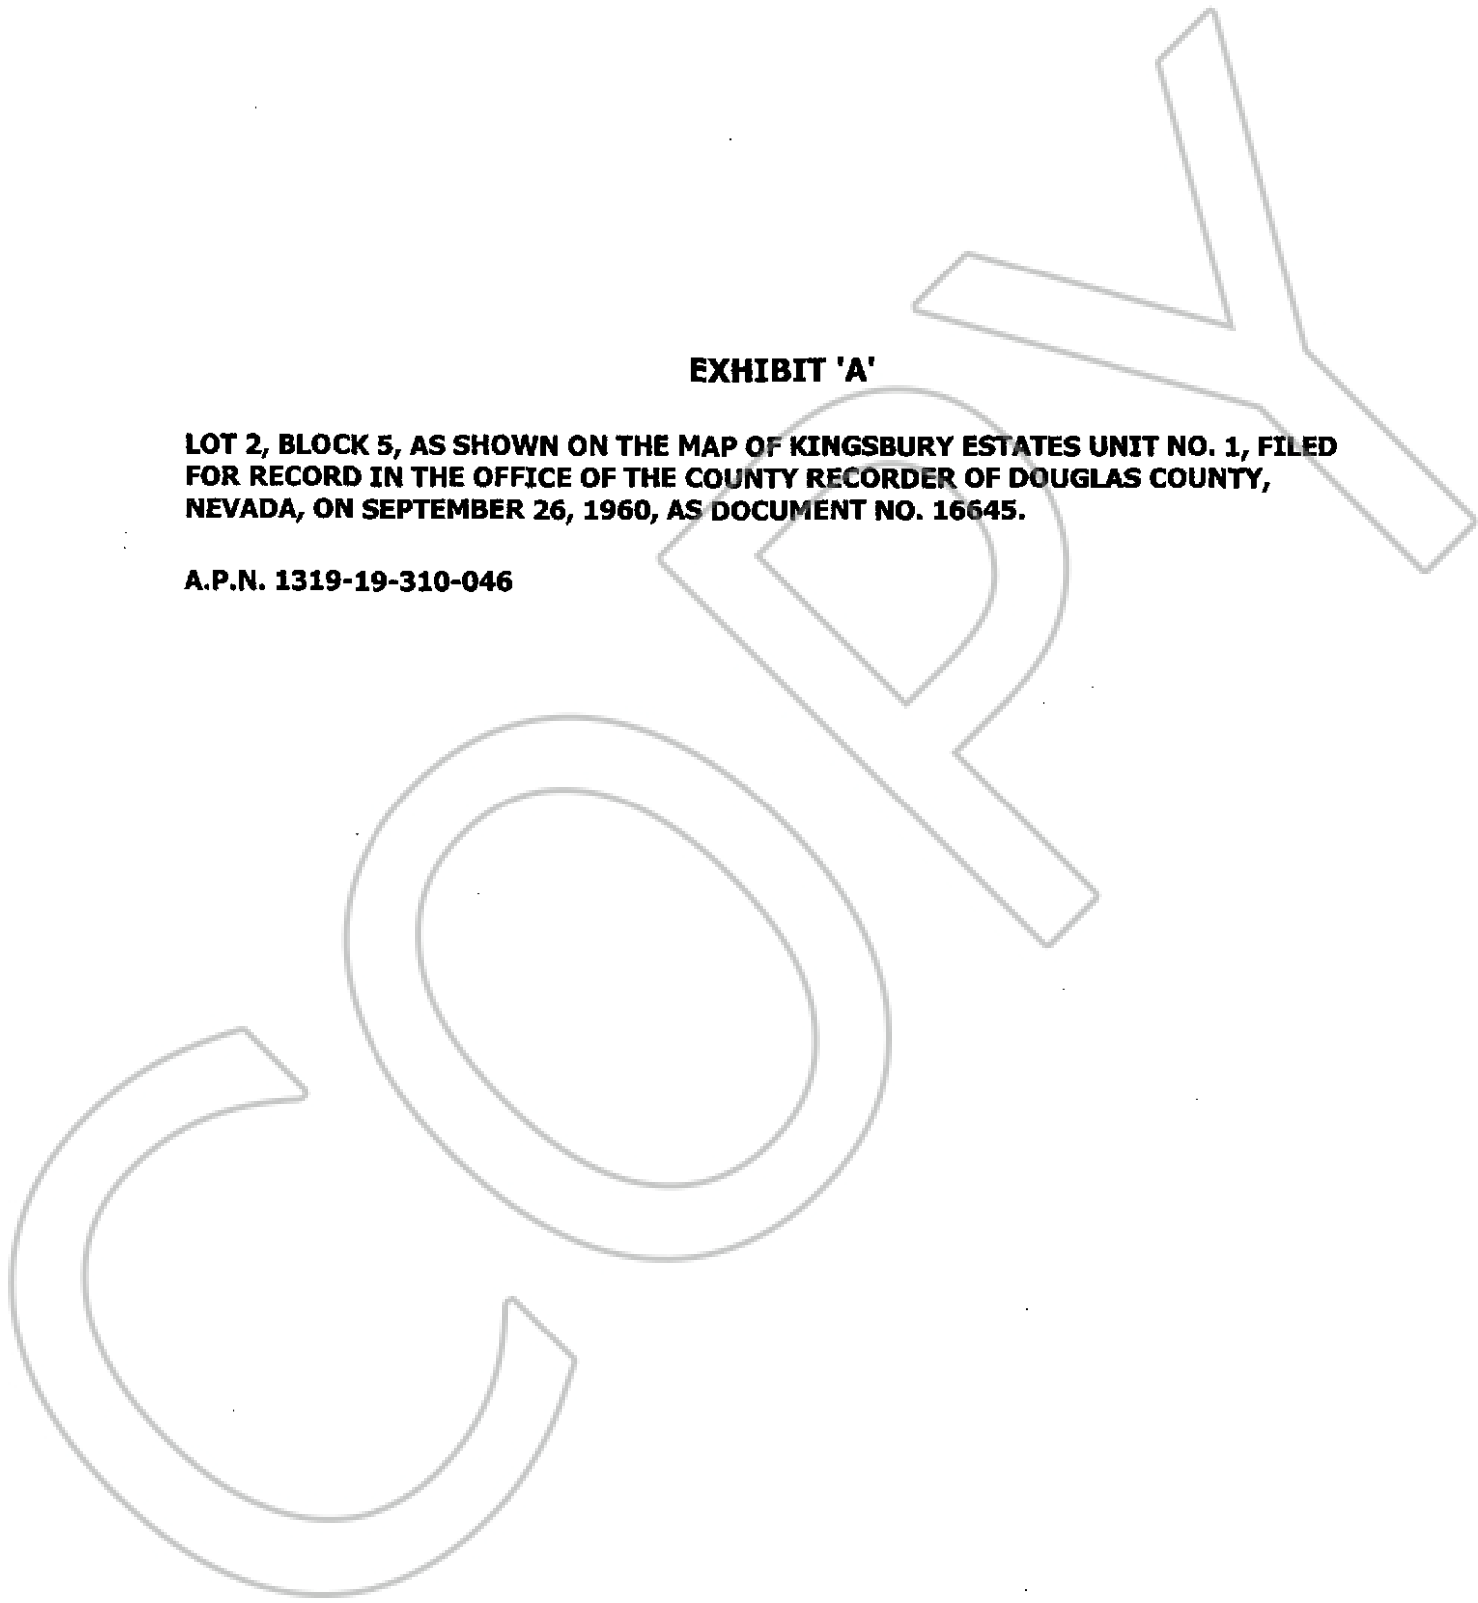 EXHIBIT 'A'
LOT 2, BLOCK 5, AS SHOWN ON THE MAP OF KINGSBURY ESTATES UNIT NO. 1, FILED
FOR RECORD IN THE OFFICE OF THE COUNTY RECORDER OF DOUGLAS COUNTY,
NEVADA, ON SEPTEMBER 26, 1960, AS DOCUMENT NO. 16645.
A.P.N. 1319-19-310-046
COPY